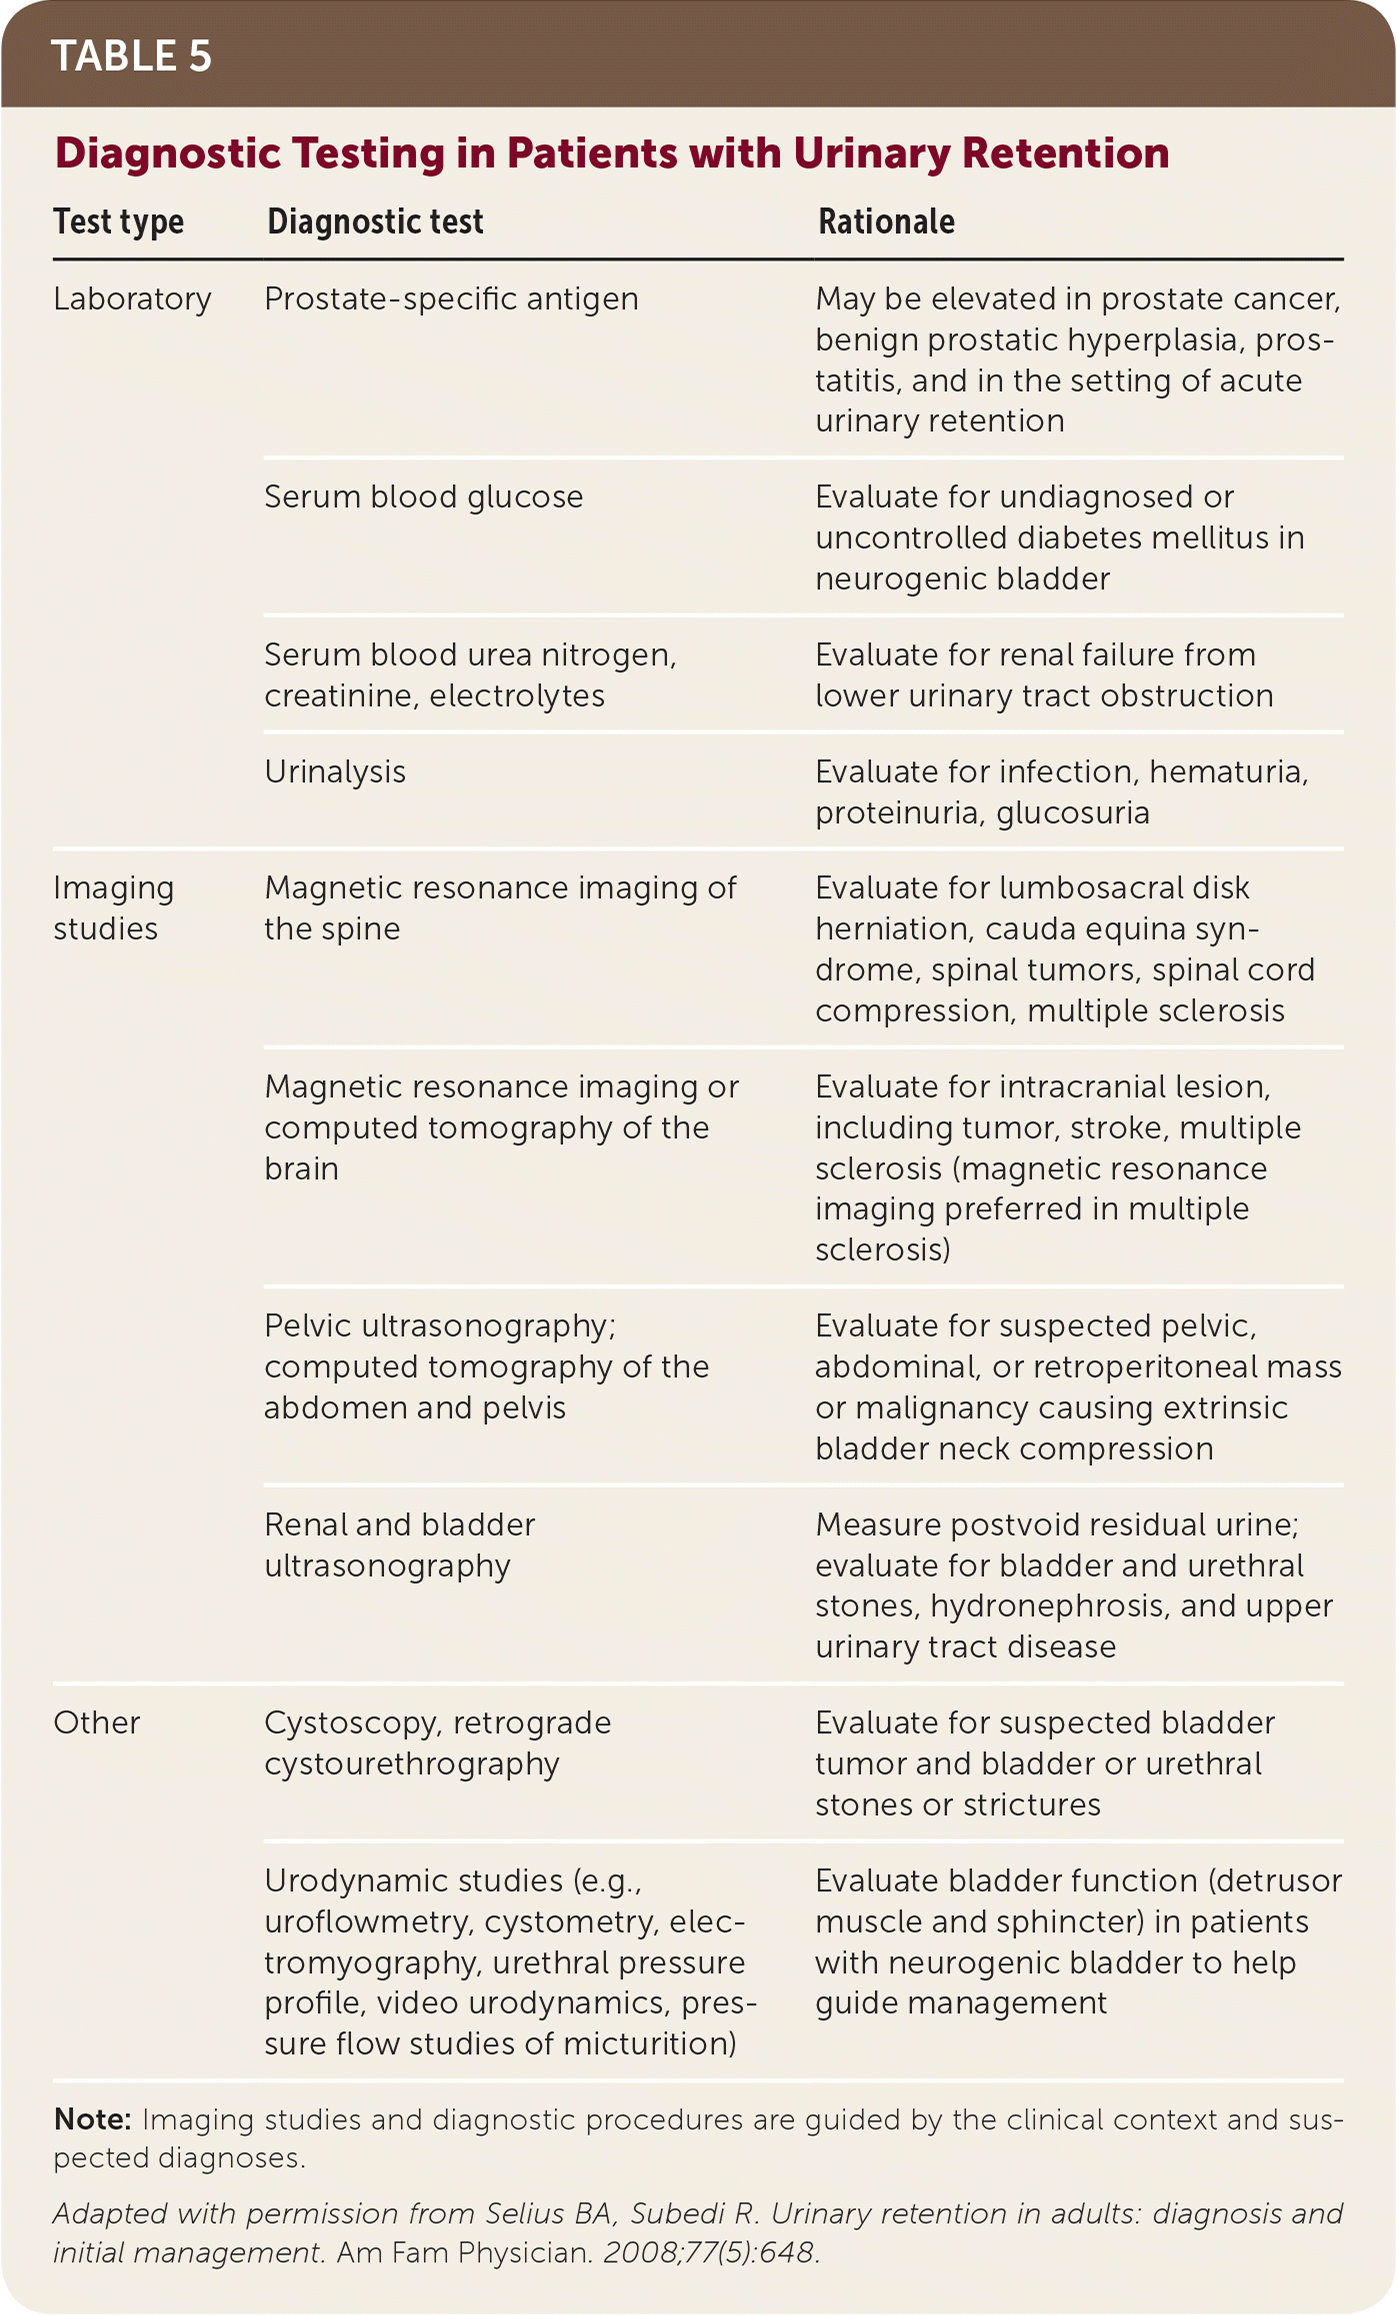 TABLE 5
Diagnostic Testing in Patients with Urinary Retention
Test type Diagnostic test Rationale
Laboratory Prostate-specific antigen May be elevated in prostate cancer,
benign prostatic hyperplasia, pros-
tatitis, and in the setting of acute
urinary retention
Serum blood glucose Evaluate for undiagnosed or
uncontrolled diabetes mellitus in
neurogenic bladder
Serum blood urea nitrogen, Evaluate for renal failure from
creatinine, electrolytes lower urinary tract obstruction
Urinalysis Evaluate for infection, hematuria,
proteinuria, glucosuria
Imaging Magnetic resonance imaging of Evaluate for lumbosacral disk
studies the spine herniation, cauda equina syn-
drome, spinal tumors, spinal cord
compression, multiple sclerosis
Magnetic resonance imaging or Evaluate for intracranial lesion,
computed tomography of the including tumor, stroke, multiple
brain sclerosis (magnetic resonance
imaging preferred in multiple
sclerosis)
Pelvic ultrasonography; Evaluate for suspected pelvic,
computed tomography of the abdominal, or retroperitoneal mass
abdomen and pelvis or malignancy causing extrinsic
bladder neck compression
Renal and bladder Measure postvoid residual urine;
ultrasonography evaluate for bladder and urethral
stones, hydronephrosis, and upper
urinary tract disease
Other Cystoscopy, retrograde Evaluate for suspected bladder
cystourethrography tumor and bladder or urethral
stones or strictures
Urodynamic studies (e.g., Evaluate bladder function (detrusor
uroflowmetry, cystometry, elec- muscle and sphincter) in patients
tromyography, urethral pressure with neurogenic bladder to help
profile, video urodynamics, pres- guide management
sure flow studies of micturition)
Note: Imaging studies and diagnostic procedures are guided by the clinical context and sus-
pected diagnoses.
Adapted with permission from Selius BA, Subedi R. Urinary retention in adults: diagnosis and
initial management. Am Fam Physician. 2008;77(5):648.